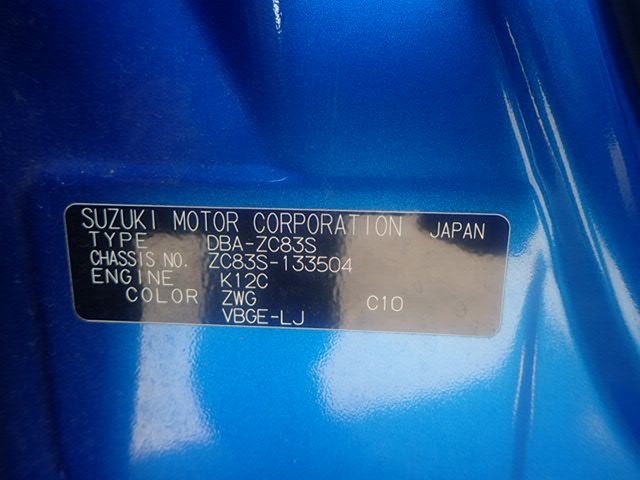 SUZUKI MOTOR CORPORATION JAPAN
TYPE DBA-ZC83S
CHASSIS NO. ZC83S-133504
ENGINE K12C
COLOR ZWG C10
VBGE-LJ